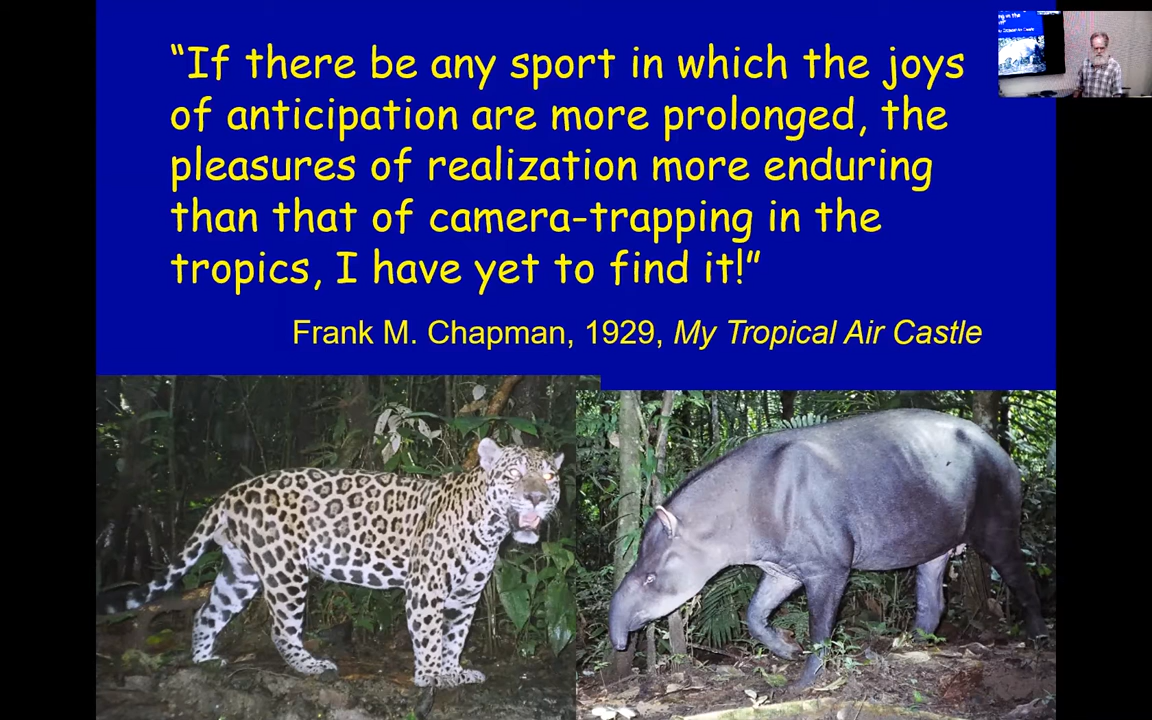 “If there be any sport in which the joys
of anticipation are more prolonged, the
pleasures of realization more enduring
than that of camera-trapping in the
tropics, I have yet to find it!”
Frank M. Chapman, 1929, My Tropical Air Castle